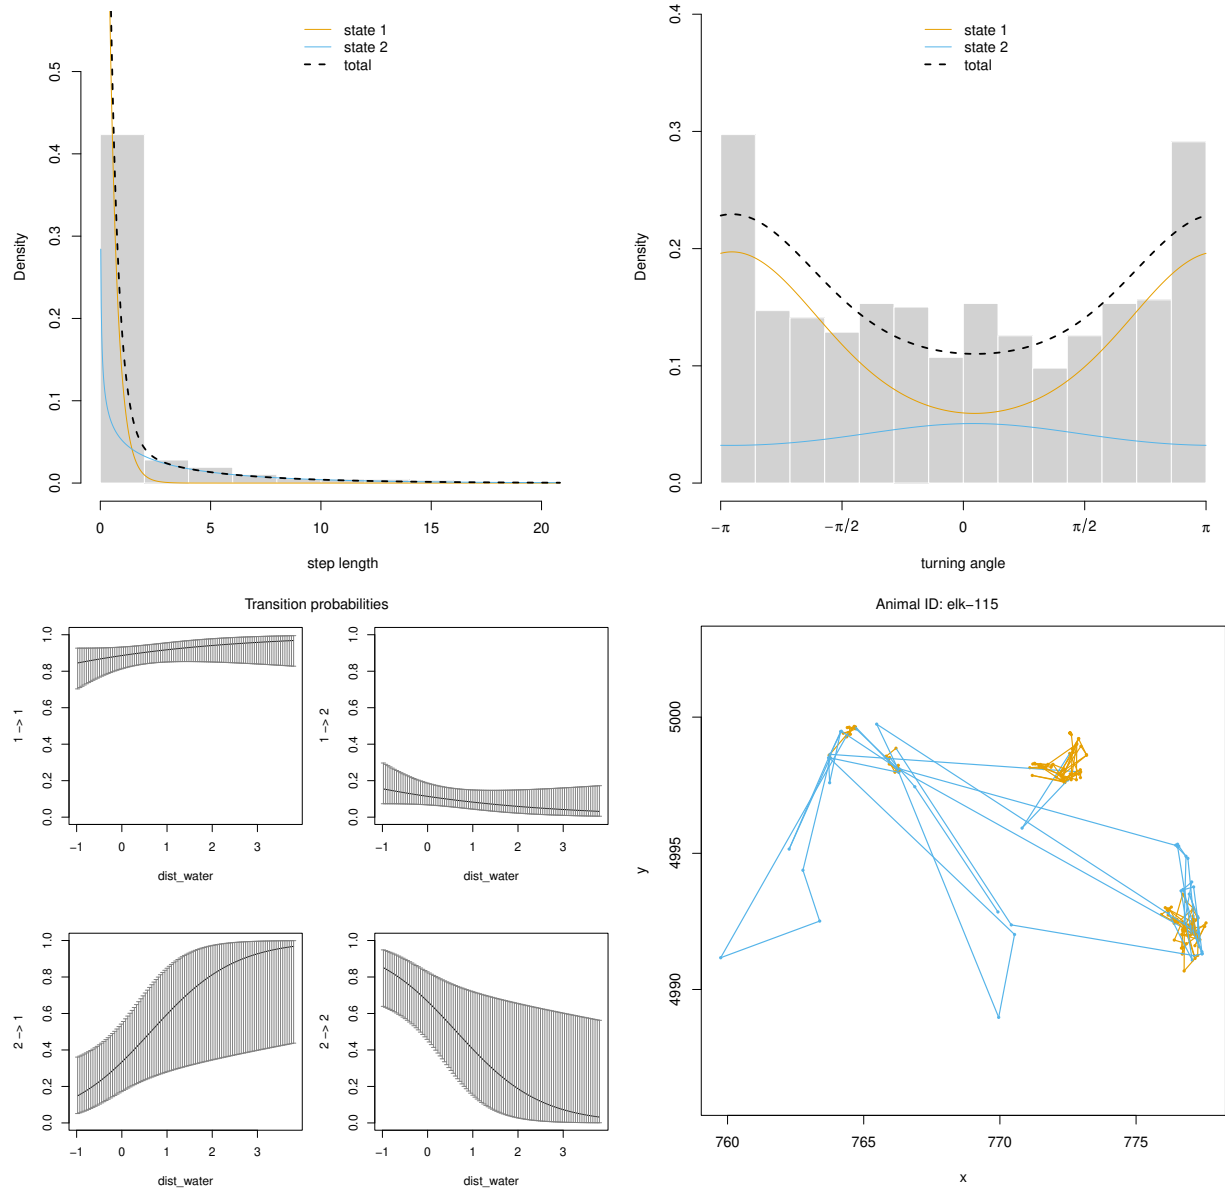 state 1
state 2
total
Density
0.0 0.1 0.2 0.3 0.4 0.5
0 5 10 15 20
step length
state 1
state 2
total
Density
0.0 0.1 0.2 0.3 0.4
−π −π/2 0 π/2 π
turning angle
Transition probabilities
1 −> 1
0.0 0.2 0.4 0.6 0.8 1.0
−1 0 1 2 3
dist_water
1 −> 2
0.0 0.2 0.4 0.6 0.8 1.0
−1 0 1 2 3
dist_water
2 −> 1
0.0 0.2 0.4 0.6 0.8 1.0
−1 0 1 2 3
dist_water
2 −> 2
0.0 0.2 0.4 0.6 0.8 1.0
−1 0 1 2 3
dist_water
Animal ID: elk−115
y
4990 4995 5000
760 765 770 775
x